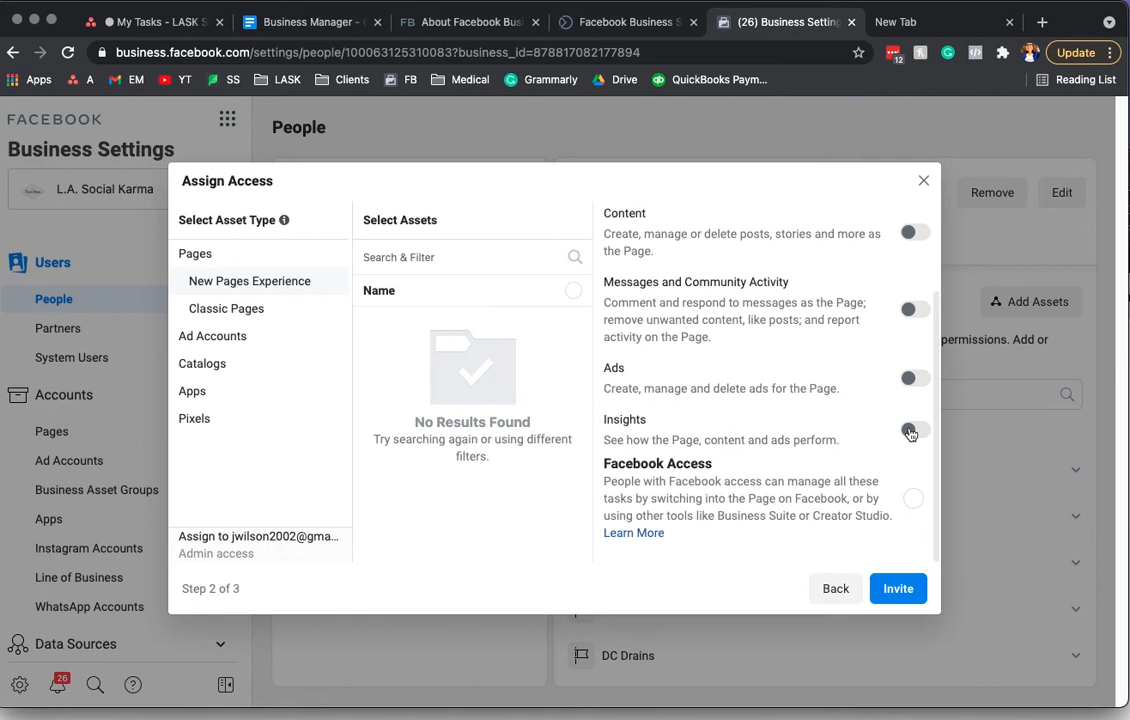 My Tasks - LASK S
Business Manager -
FB About Facebook Busi
Facebook Business S
(26) Business Setting
New Tab
business.facebook.com/settings/people/100063125310083?business_id=878817082177894
12
Update
Apps
A
EM
YT
SS
LASK
Clients
FB
Medical
Grammarly
Drive
QuickBooks Paym...
Reading List
FACEBOOK
Business Settings
L.A. Social Karma
People
Remove
Edit
Add Assets
permissions. Add or
Users
People
Partners
System Users
Accounts
Pages
Ad Accounts
Business Asset Groups
Apps
Instagram Accounts
Line of Business
WhatsApp Accounts
Data Sources
26
Assign Access
Select Asset Type
Pages
New Pages Experience
Classic Pages
Ad Accounts
Catalogs
Apps
Pixels
Assign to jwilson2002@gma...
Admin access
Select Assets
Search & Filter
Name
No Results Found
Try searching again or using different
filters.
Content
Create, manage or delete posts, stories and more as
the Page.
Messages and Community Activity
Comment and respond to messages as the Page;
remove unwanted content, like posts; and report
activity on the Page.
Ads
Create, manage and delete ads for the Page.
Insights
See how the Page, content and ads perform.
Facebook Access
People with Facebook access can manage all these
tasks by switching into the Page on Facebook, or by
using other tools like Business Suite or Creator Studio.
Learn More
Step 2 of 3
Back
Invite
DC Drains